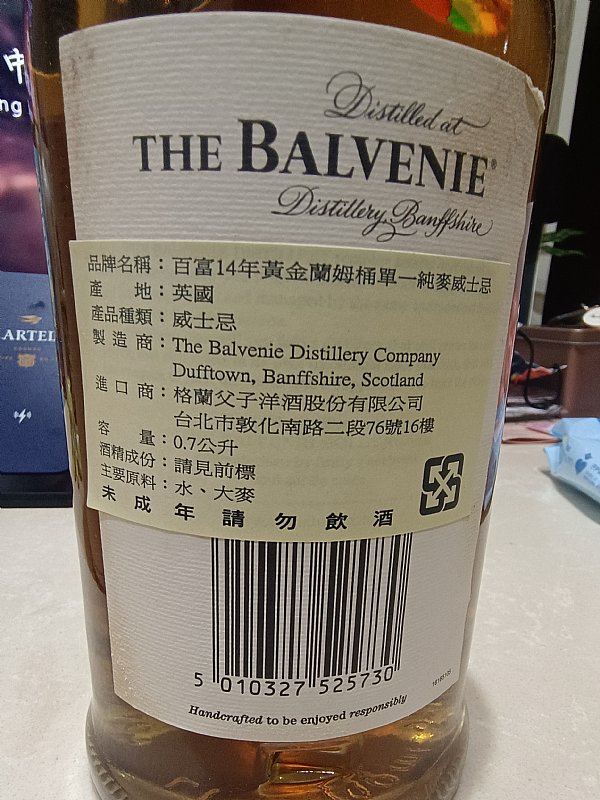 Distilled at
THE BALVENIE®
Distillery, Banffshire
品牌名稱：百富14年黃金蘭姆桶單一純麥威士忌
產 地：英國
產品種類：威士忌
製造商：The Balvenie Distillery Company
Dufftown, Banffshire, Scotland
進口商：格蘭父子洋酒股份有限公司
台北市敦化南路二段76號16樓
容 量：0.7公升
酒精成份：請見前標
主要原料：水、大麥
未成年請勿飲酒
5 010327 525730
Handcrafted to be enjoyed responsibly
ARTEL
ng